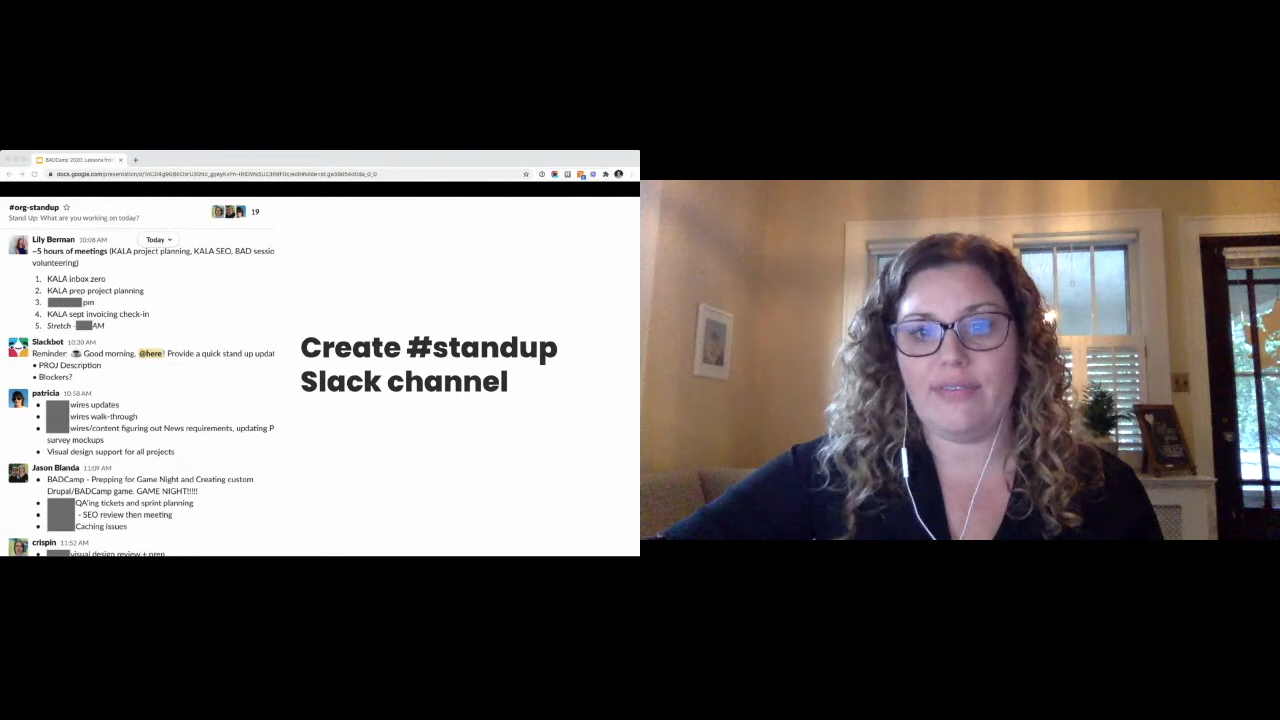 BADCamp 2020: Lessons fro
#org-standup
Stand Up: What are you working on today?
19
Lily Berman 10:08 AM
Today
~5 hours of meetings (KALA project planning, KALA SEO, BAD sessio
volunteering)
1. KALA inbox zero
2. KALA prep project planning
3. pm
4. KALA sept invoicing check-in
5. Stretch - AM
Slackbot 10:30 AM
Reminder: ☕ Good morning, @here! Provide a quick stand up updat
• PROJ Description
• Blockers?
patricia 10:58 AM
• wires updates
• wires walk-through
• wires/content figuring out News requirements, updating P
survey mockups
• Visual design support for all projects
Jason Blanda 11:09 AM
• BADCamp - Prepping for Game Night and Creating custom
Drupal/BADCamp game. GAME NIGHT!!!!!
• QA'ing tickets and sprint planning
• - SEO review then meeting
• Caching issues
crispin 11:52 AM
• visual design review + prep
Create #standup
Slack channel